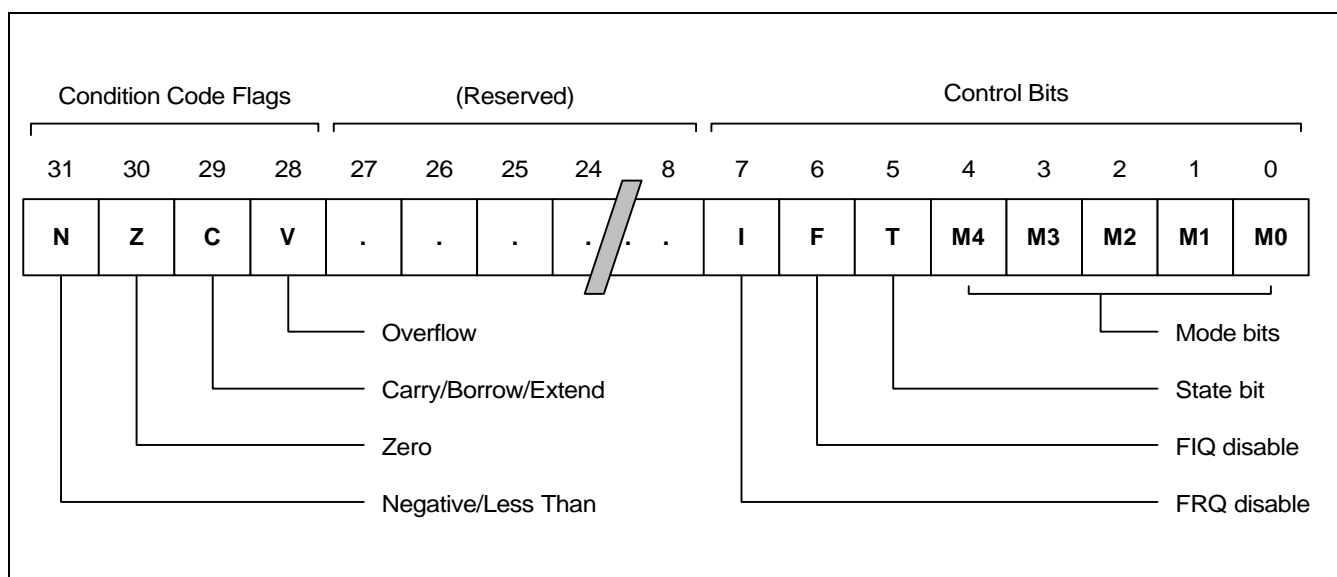 Condition Code Flags (Reserved) Control Bits
31 30 29 28 27 26 25 24 8 7 6 5 4 3 2 1 0
N Z C V . . . . . . I F T M4 M3 M2 M1 M0
Overflow Mode bits
Carry/Borrow/Extend State bit
Zero FIQ disable
Negative/Less Than FRQ disable